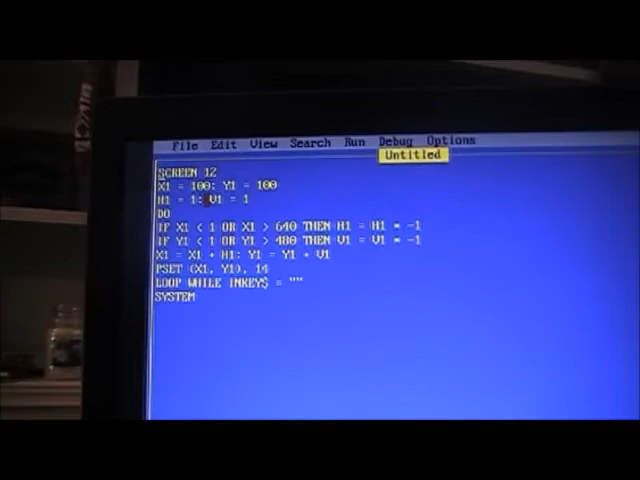 File Edit View Search Run Debug Options
Untitled
SCREEN 12
X1 = 100: Y1 = 100
H1 = 1: V1 = 1
DO
IF X1 < 1 OR X1 > 640 THEN H1 = H1 * -1
IF Y1 < 1 OR Y1 > 480 THEN V1 = V1 * -1
X1 = X1 + H1: Y1 = Y1 + V1
PSET (X1, Y1), 14
LOOP WHILE INKEY$ = ""
SYSTEM